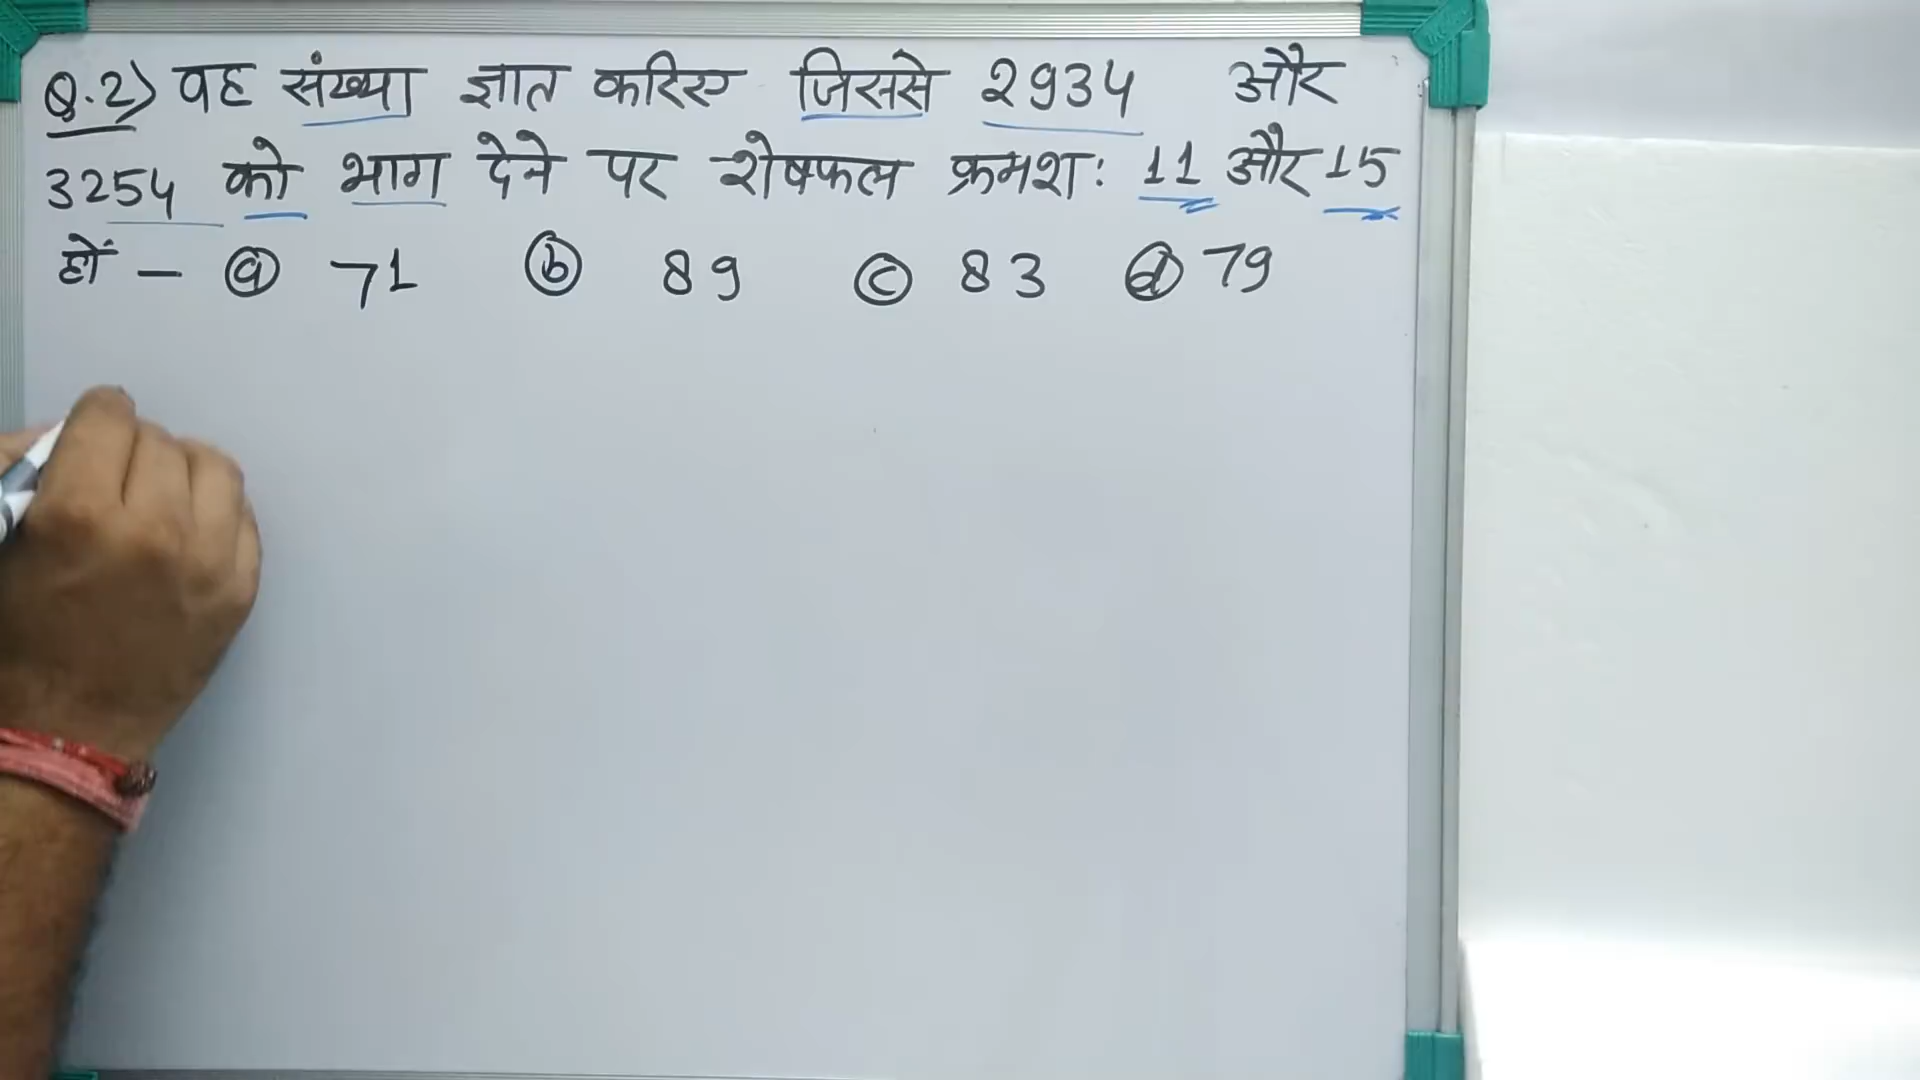 Q.2) वह संख्या ज्ञात करिए जिससे 2934 और
3254 को भाग देने पर शेषफल क्रमश: 11 और 15
हों - ⓐ 71 ⓑ 89 ⓒ 83 ⓓ 79